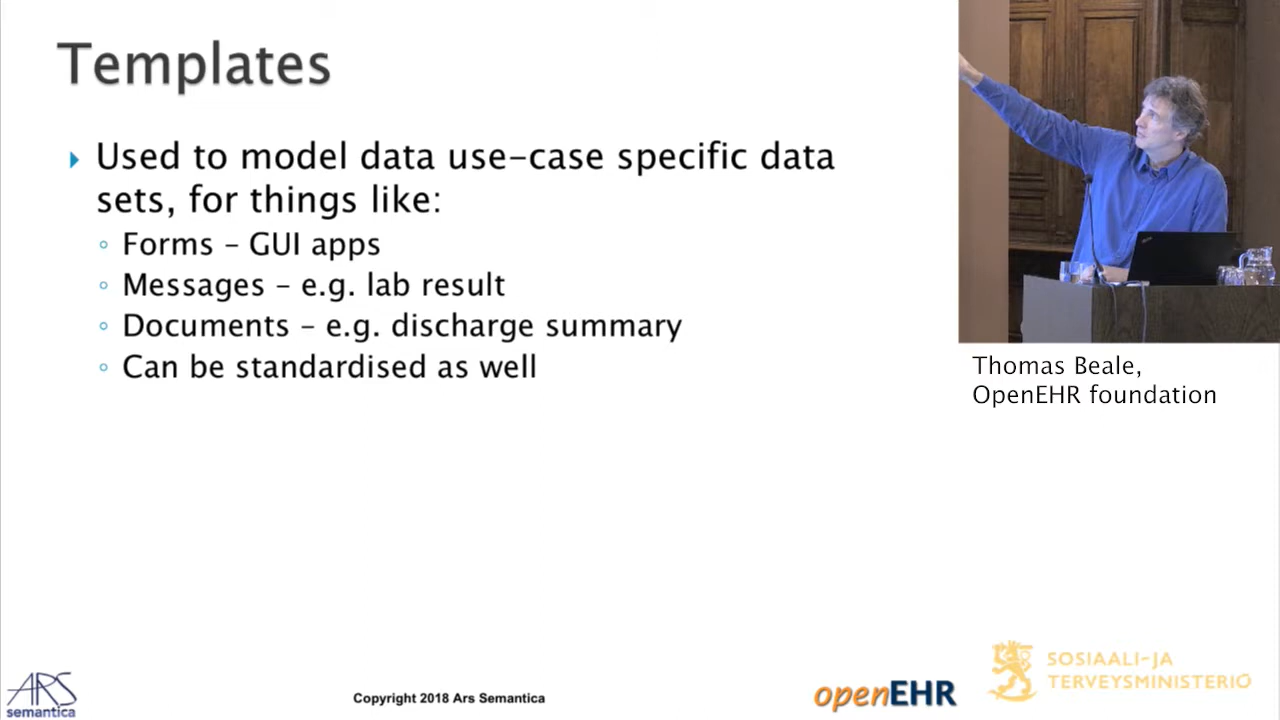 Templates
Used to model data use-case specific data
sets, for things like:
Forms – GUI apps
Messages – e.g. lab result
Documents – e.g. discharge summary
Can be standardised as well
Thomas Beale,
OpenEHR foundation
ARS
semantica
Copyright 2018 Ars Semantica
openEHR
SOSIAALI-JA
TERVEYSMINISTERIÖ